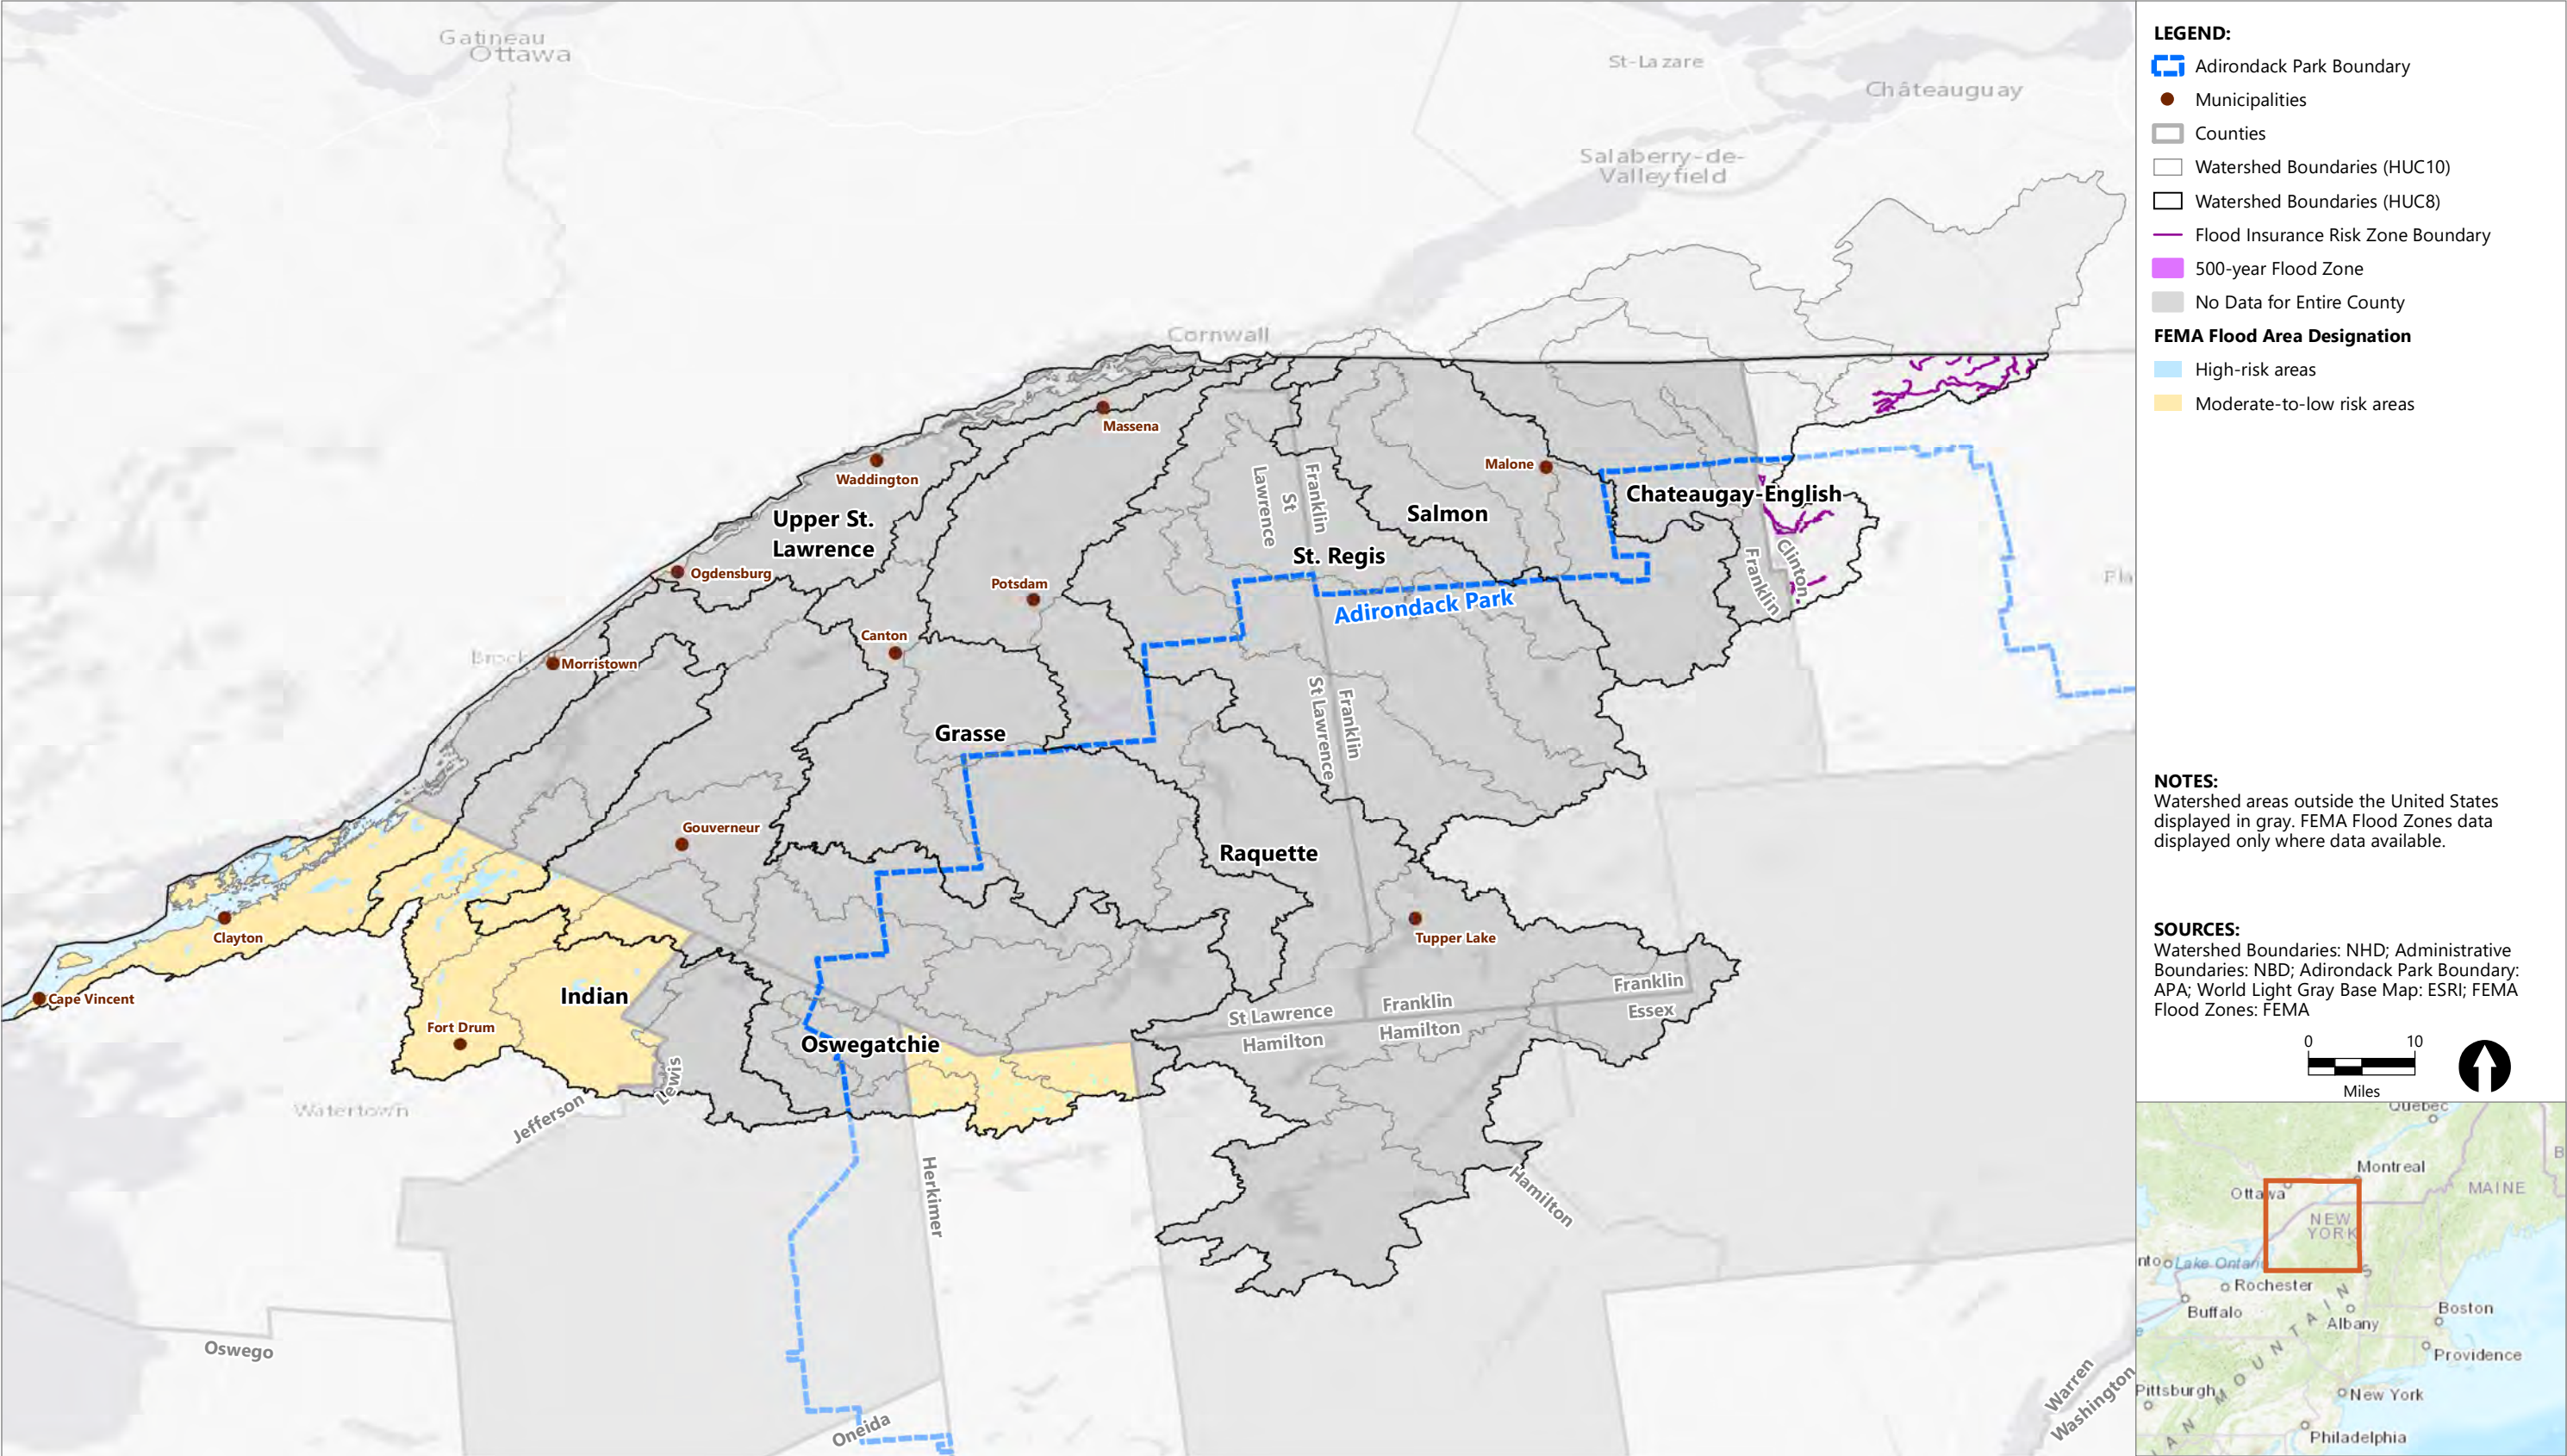 Gatineau
Ottawa
St-Lazare
Châteauguay
Salaberry-de-
Valleyfield
Cornwall
Massena
Waddington
Malone
Chateaugay-English
Salmon
Upper St.
Lawrence
St
Lawrence
Franklin
St. Regis
Clinton
Franklin
Ogdensburg
Potsdam
Adirondack Park
Canton
Morristown
St Lawrence
Franklin
Grasse
Gouverneur
Raquette
Clayton
Tupper Lake
Cape Vincent
Indian
Fort Drum
Oswegatchie
St Lawrence
Franklin
Franklin
Hamilton
Hamilton
Essex
Lewis
Jefferson
Watertown
Herkimer
Hamilton
Oswego
Oneida
Warren
Washington
LEGEND:
Adirondack Park Boundary
Municipalities
Counties
Watershed Boundaries (HUC10)
Watershed Boundaries (HUC8)
Flood Insurance Risk Zone Boundary
500-year Flood Zone
No Data for Entire County
FEMA Flood Area Designation
High-risk areas
Moderate-to-low risk areas
NOTES:
Watershed areas outside the United States
displayed in gray. FEMA Flood Zones data
displayed only where data available.
SOURCES:
Watershed Boundaries: NHD; Administrative
Boundaries: NBD; Adirondack Park Boundary:
APA; World Light Gray Base Map: ESRI; FEMA
Flood Zones: FEMA
0 10
Miles
Quebec
Montreal
Ottawa
MAINE
NEW
YORK
Lake Ontario
Rochester
Buffalo
Boston
Albany
Providence
Pittsburgh
New York
Philadelphia
MOUNTAINS